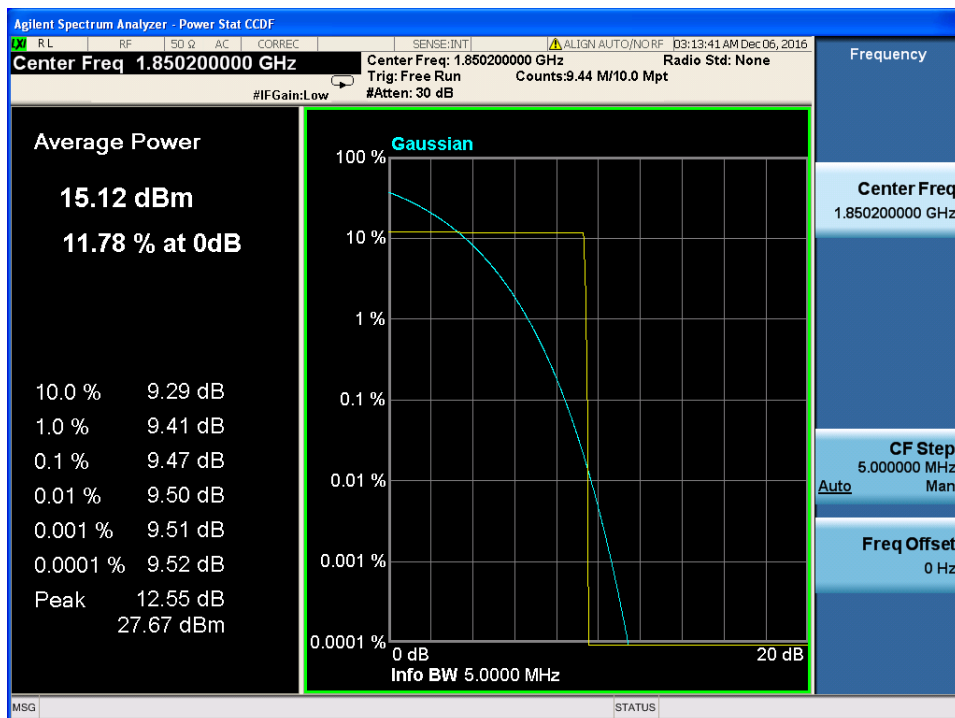 Agilent Spectrum Analyzer - Power Stat CCDF
LXI RL RF 50 Ω AC CORREC SENSE:INT ALIGN AUTO/NO RF 03:13:41 AM Dec 06, 2016
Center Freq 1.850200000 GHz
Center Freq: 1.850200000 GHz Radio Std: None
Trig: Free Run Counts:9.44 M/10.0 Mpt
#IFGain:Low #Atten: 30 dB
Average Power
15.12 dBm
11.78 % at 0dB
10.0 % 9.29 dB
1.0 % 9.41 dB
0.1 % 9.47 dB
0.01 % 9.50 dB
0.001 % 9.51 dB
0.0001 % 9.52 dB
Peak 12.55 dB
27.67 dBm
Gaussian
100 %
10 %
1 %
0.1 %
0.01 %
0.001 %
0.0001 %
0 dB 20 dB
Info BW 5.0000 MHz
Frequency
Center Freq
1.850200000 GHz
CF Step
5.000000 MHz
Auto Man
Freq Offset
0 Hz
MSG STATUS